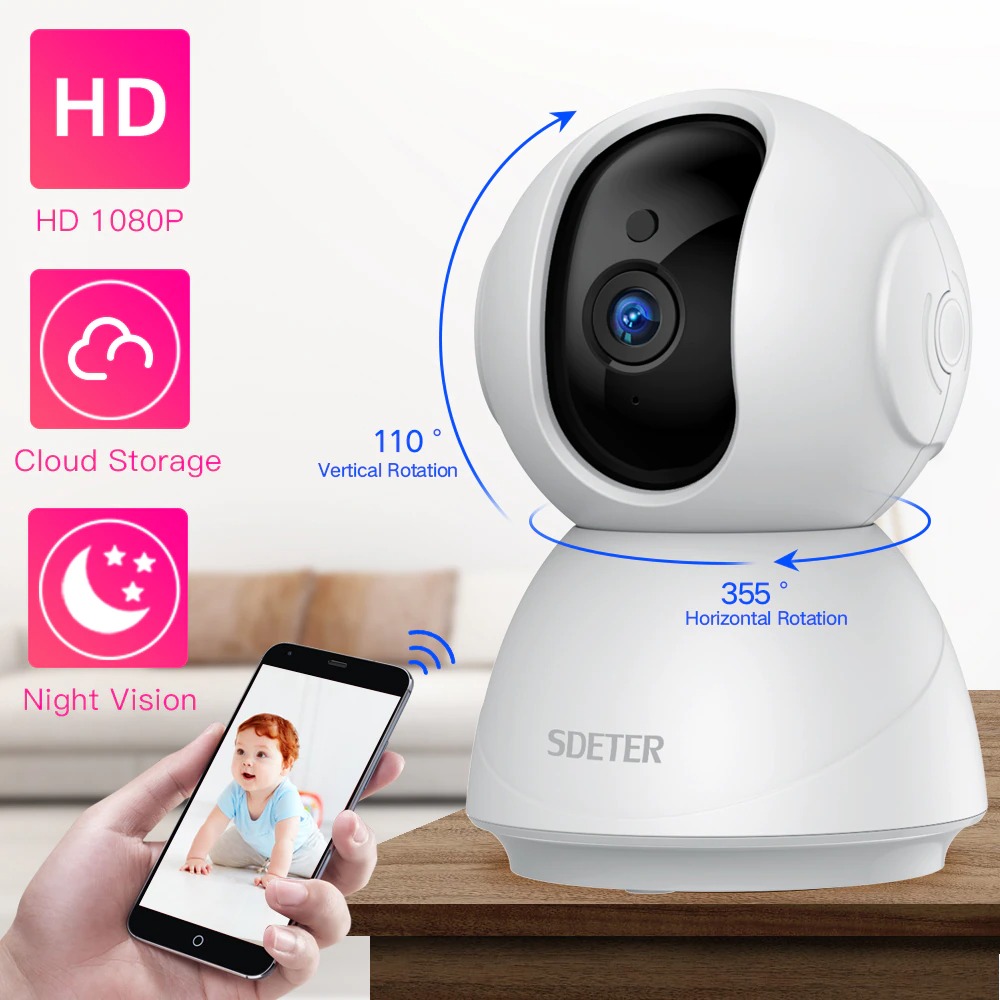 HD
HD 1080P
Cloud Storage
Night Vision
110 °
Vertical Rotation
355 °
Horizontal Rotation
SDETER